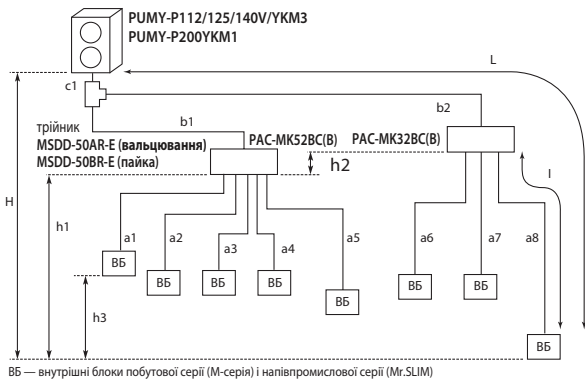 PUMY-P112/125/140V/YKM3
PUMY-P200YKM1
L
c1
b1
b2
трійник
MSDD-50AR-E (вальцювання)
MSDD-50BR-E (пайка)
PAC-MK52BC(B)
PAC-MK32BC(B)
h2
H
h1
l
a1
a2
a3
a4
a5
a6
a7
a8
ВБ
ВБ
ВБ
ВБ
ВБ
ВБ
ВБ
ВБ
h3
ВБ — внутрішні блоки побутової серії (М-серія) і напівпромислової серії (Mr.SLIM)